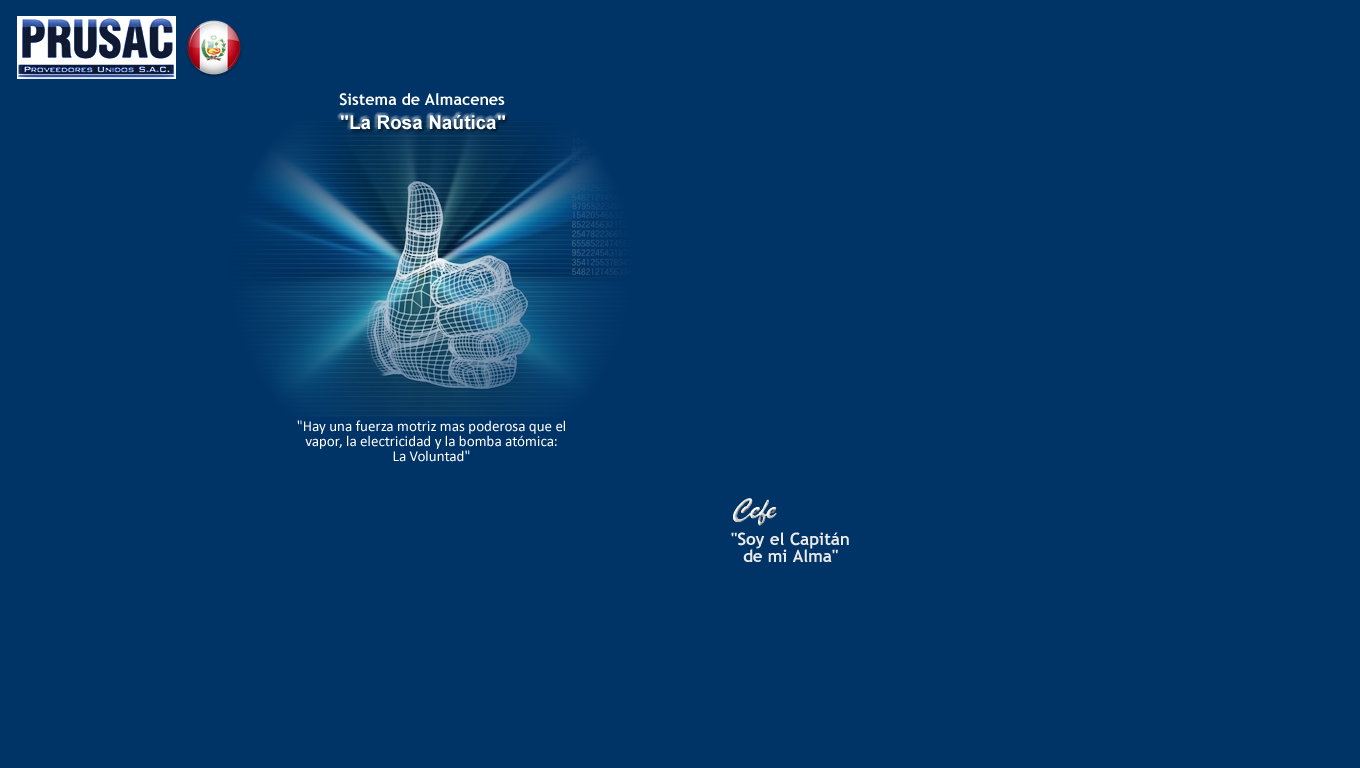 PRUSAC
PROVEEDORES UNIDOS S.A.C.
Sistema de Almacenes
"La Rosa Naútica"
"Hay una fuerza motriz mas poderosa que el
vapor, la electricidad y la bomba atómica:
La Voluntad"
Cefe
"Soy el Capitán
de mi Alma"